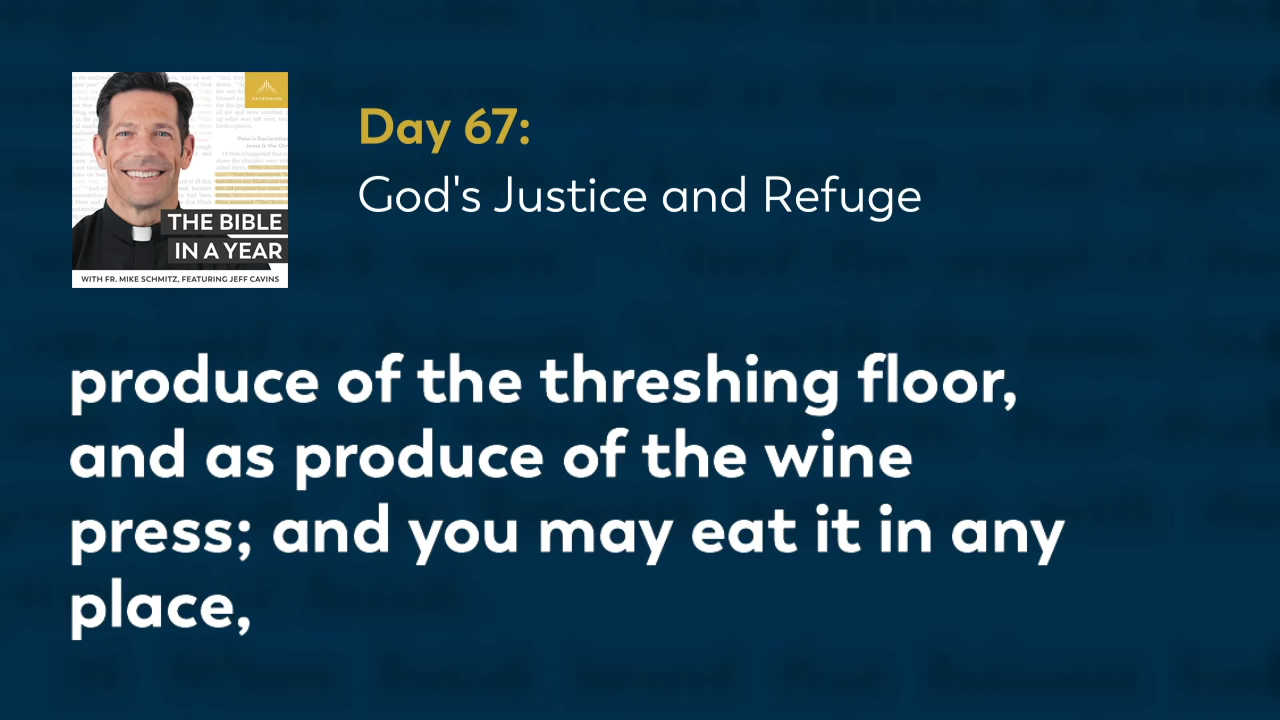 Day 67:
God's Justice and Refuge
THE BIBLE
IN A YEAR
WITH FR. MIKE SCHMITZ, FEATURING JEFF CAVINS
produce of the threshing floor,
and as produce of the wine
press; and you may eat it in any
place,